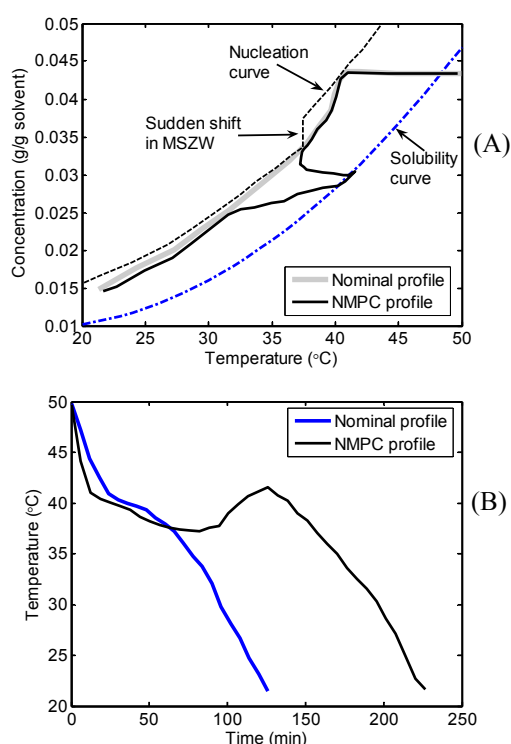 0.05
0.045
0.04
0.035
0.03
0.025
0.02
0.015
0.01
Concentration (g/g solvent)
Nucleation
curve
Sudden shift
in MSZW
Solubility
curve
(A)
Nominal profile
NMPC profile
20 25 30 35 40 45 50
Temperature (°C)
50
45
40
35
30
25
20
Temperature (°C)
Nominal profile
NMPC profile
(B)
0 50 100 150 200 250
Time (min)